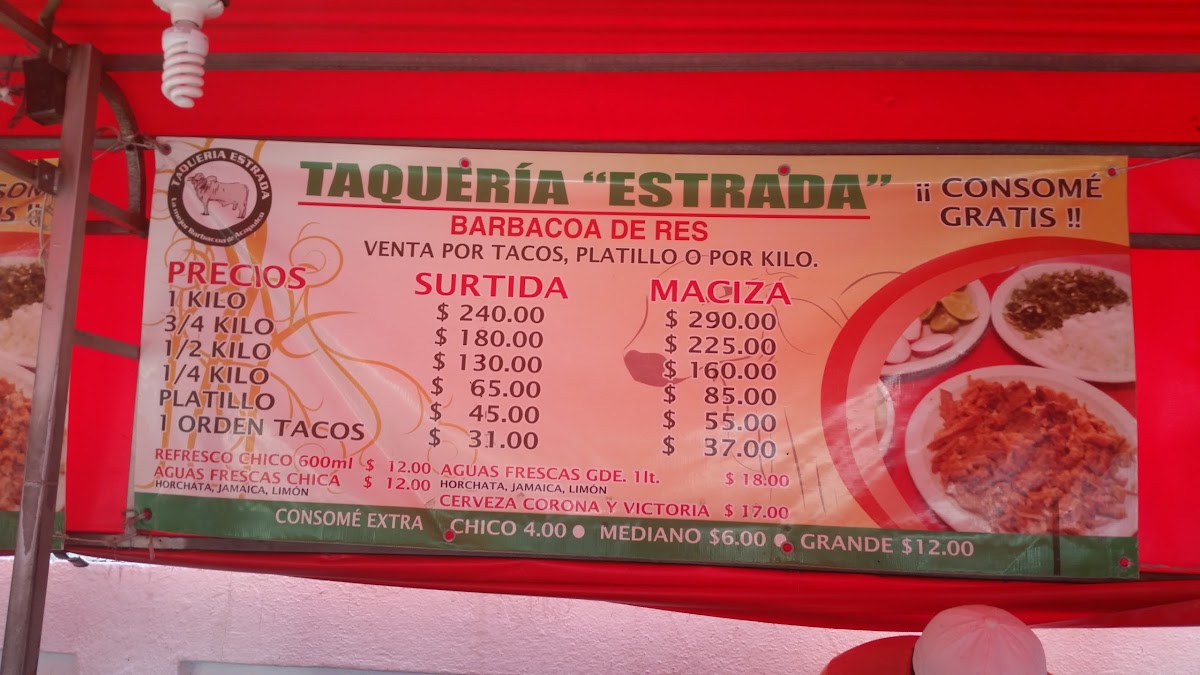 TAQUERIA ESTRADA
La mejor Barbacoa de Acapulco
TAQUERÍA "ESTRADA"
BARBACOA DE RES
VENTA POR TACOS, PLATILLO O POR KILO.
¡¡ CONSOMÉ
GRATIS !!
PRECIOS SURTIDA MACIZA
1 KILO $ 240.00 $ 290.00
3/4 KILO $ 180.00 $ 225.00
1/2 KILO $ 130.00 $ 160.00
1/4 KILO $ 65.00 $ 85.00
PLATILLO $ 45.00 $ 55.00
1 ORDEN TACOS $ 31.00 $ 37.00
REFRESCO CHICO 600ml $ 12.00
AGUAS FRESCAS CHICA $ 12.00
HORCHATA, JAMAICA, LIMÓN
AGUAS FRESCAS GDE. 1lt. $ 18.00
HORCHATA, JAMAICA, LIMÓN
CERVEZA CORONA Y VICTORIA $ 17.00
CONSOMÉ EXTRA CHICO 4.00 ● MEDIANO $6.00 ● GRANDE $12.00